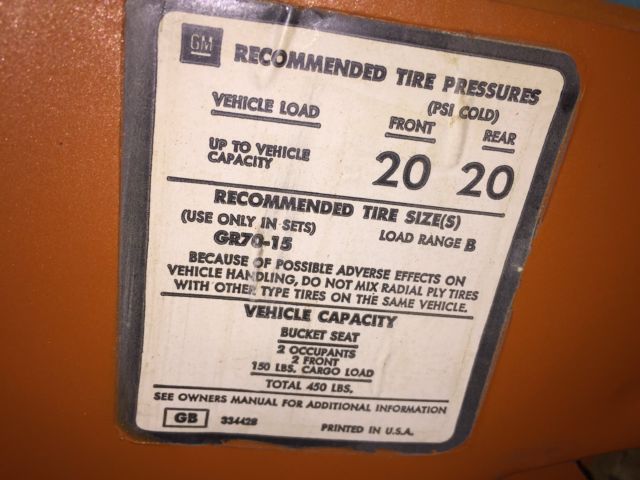 GM RECOMMENDED TIRE PRESSURES
(PSI COLD)
VEHICLE LOAD FRONT REAR
UP TO VEHICLE
CAPACITY 20 20
RECOMMENDED TIRE SIZE(S)
(USE ONLY IN SETS) LOAD RANGE B
GR70-15
BECAUSE OF POSSIBLE ADVERSE EFFECTS ON
VEHICLE HANDLING, DO NOT MIX RADIAL PLY TIRES
WITH OTHER TYPE TIRES ON THE SAME VEHICLE.
VEHICLE CAPACITY
BUCKET SEAT
2 OCCUPANTS
2 FRONT
150 LBS. CARGO LOAD
TOTAL 450 LBS.
SEE OWNERS MANUAL FOR ADDITIONAL INFORMATION
GB 334428 PRINTED IN U.S.A.